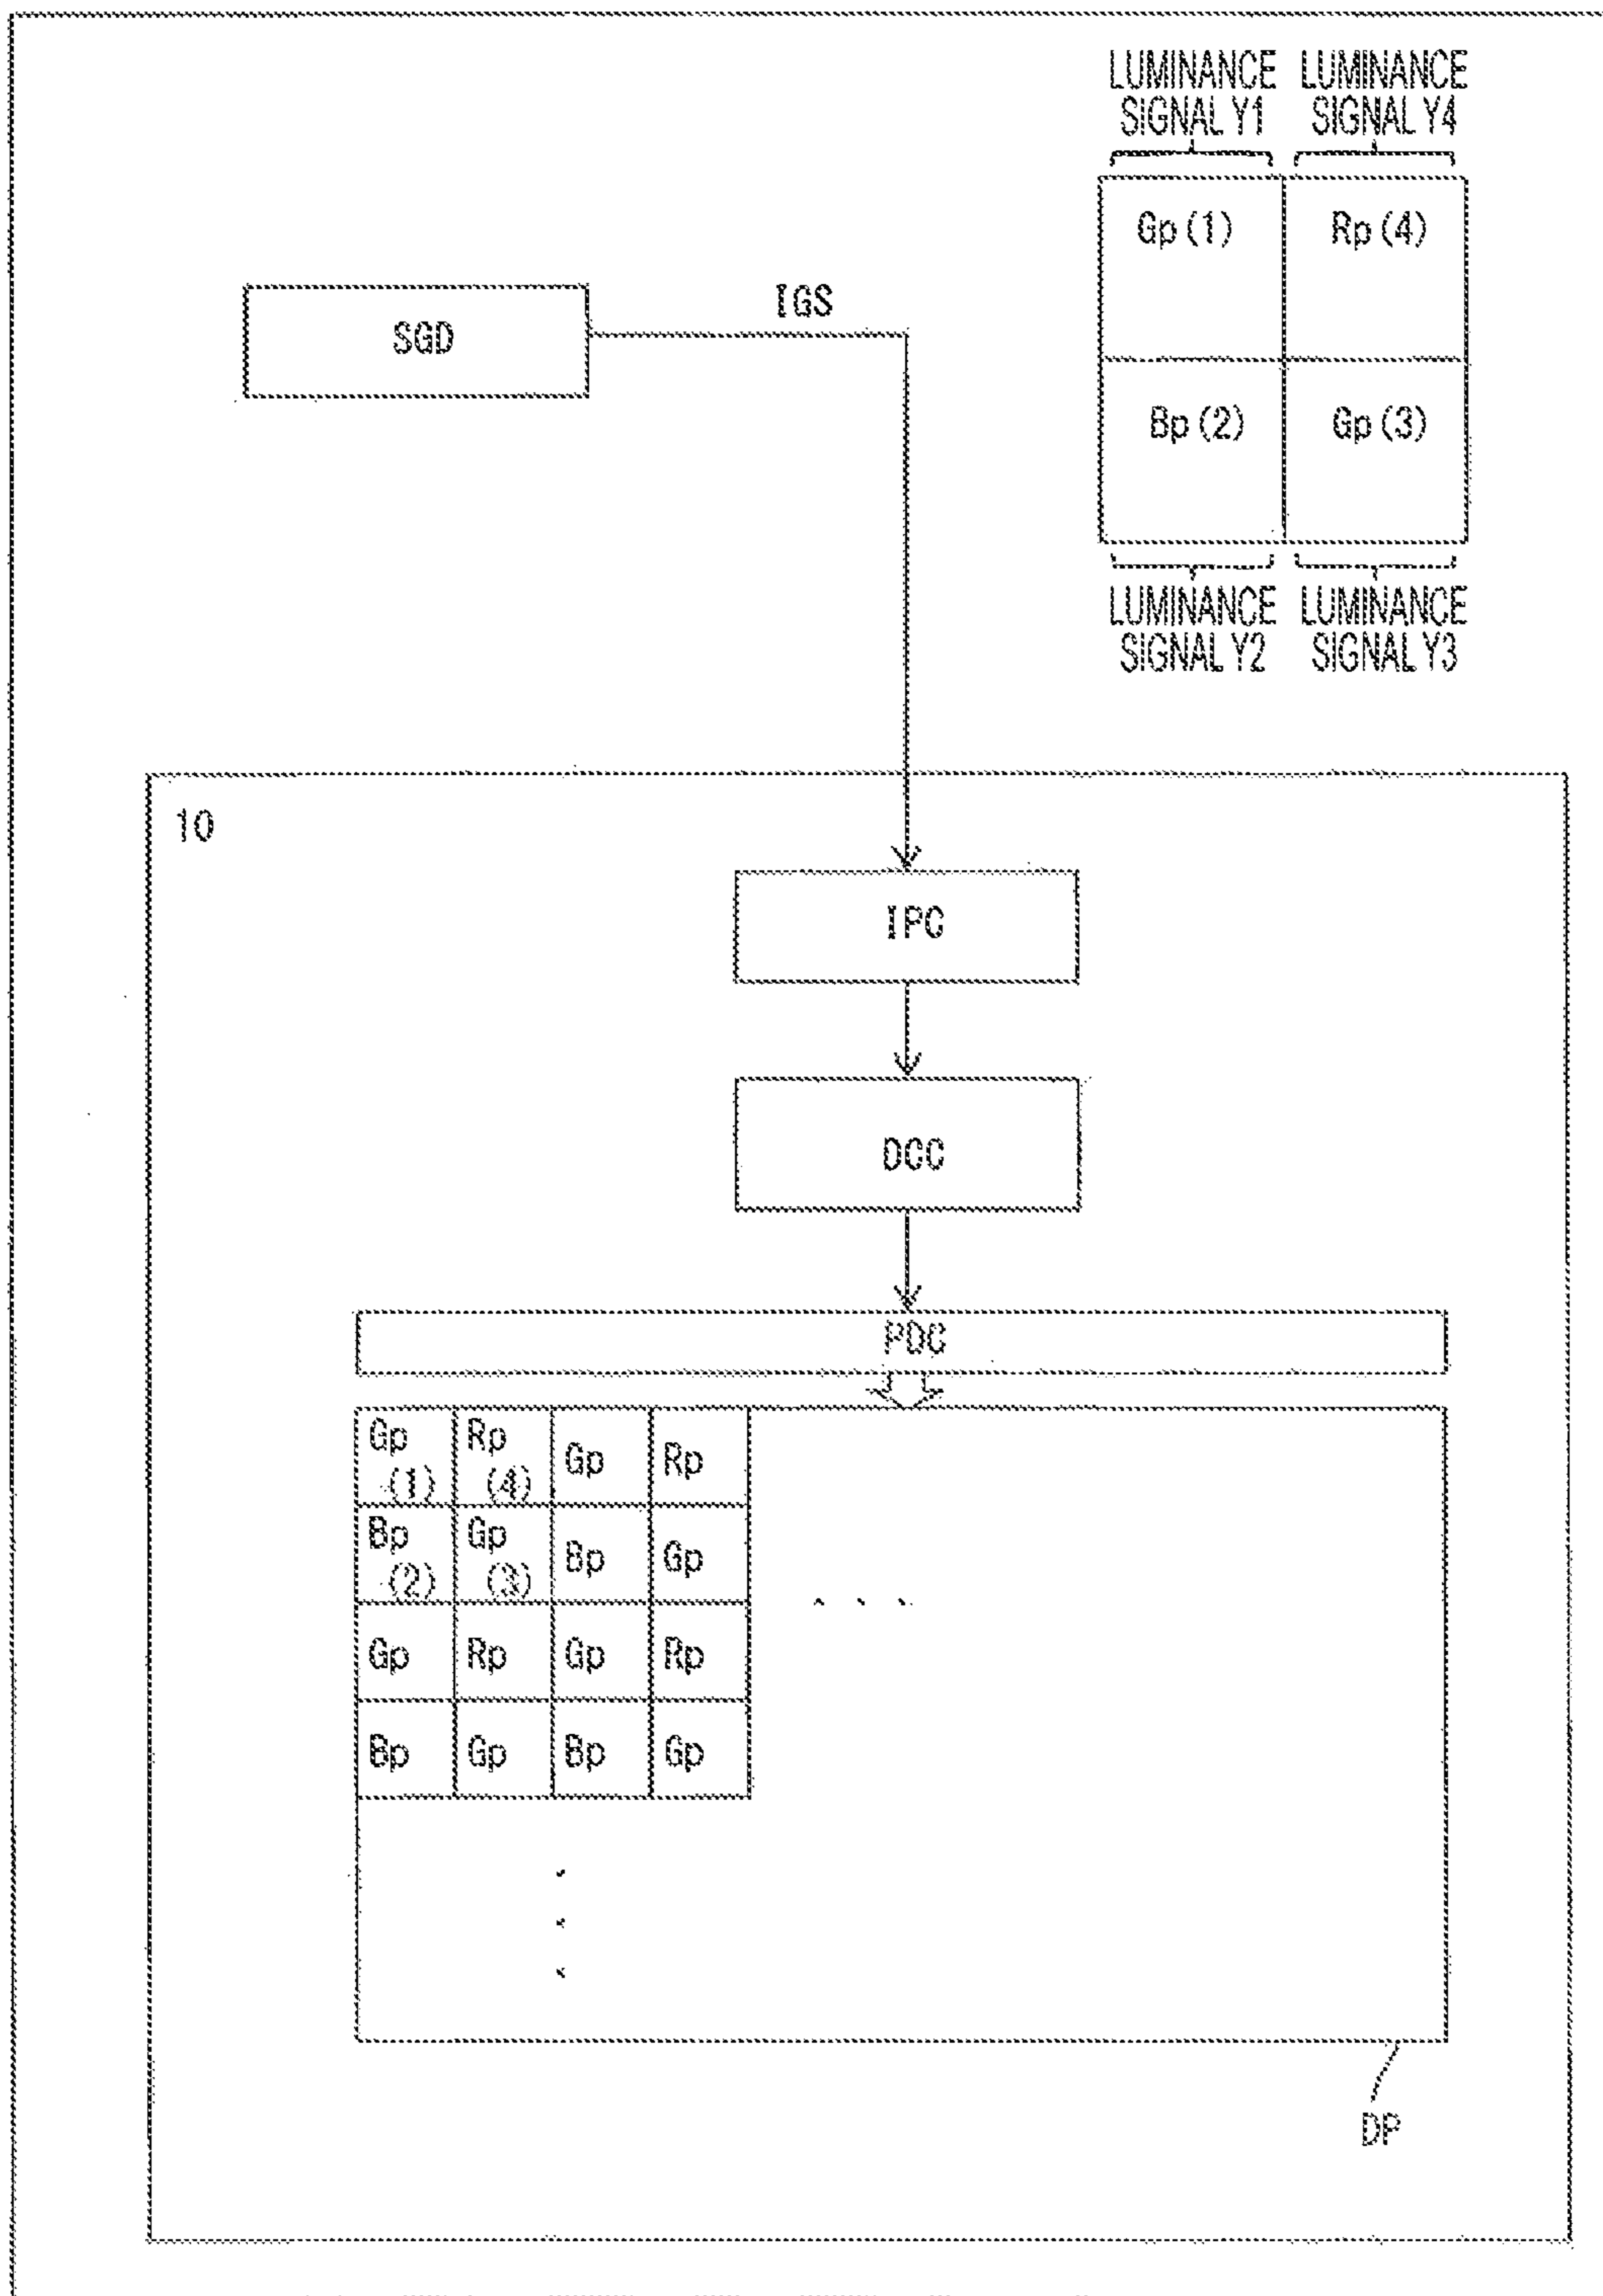 LUMINANCE LUMINANCE
SIGNAL Y1 SIGNAL Y4
Gp(1) Rp(4)
IGS
SGD
Bp(2) Gp(3)
LUMINANCE LUMINANCE
SIGNAL Y2 SIGNAL Y3
10
IPC
DCC
PDC
Gp Rp Gp Rp
(1) (4)
Bp Gp Bp Gp
(2) (3)
. . .
Gp Rp Gp Rp
Bp Gp Bp Gp
.
.
.
DP